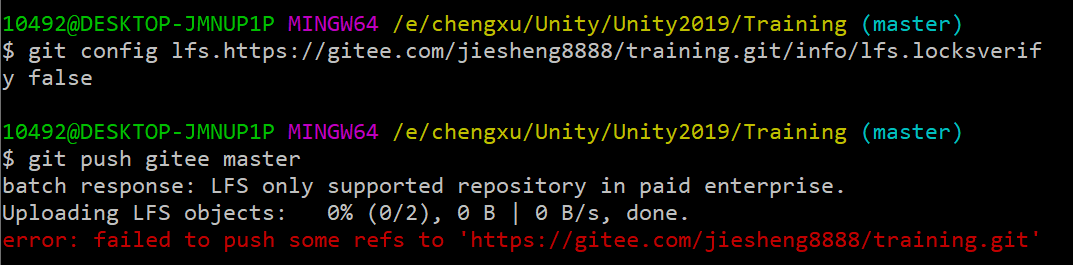 10492@DESKTOP-JMNUP1P MINGW64 /e/chengxu/Unity/Unity2019/Training (master)
$ git config lfs.https://gitee.com/jiesheng8888/training.git/info/lfs.locksverif
y false
10492@DESKTOP-JMNUP1P MINGW64 /e/chengxu/Unity/Unity2019/Training (master)
$ git push gitee master
batch response: LFS only supported repository in paid enterprise.
Uploading LFS objects:   0% (0/2), 0 B | 0 B/s, done.
error: failed to push some refs to 'https://gitee.com/jiesheng8888/training.git'